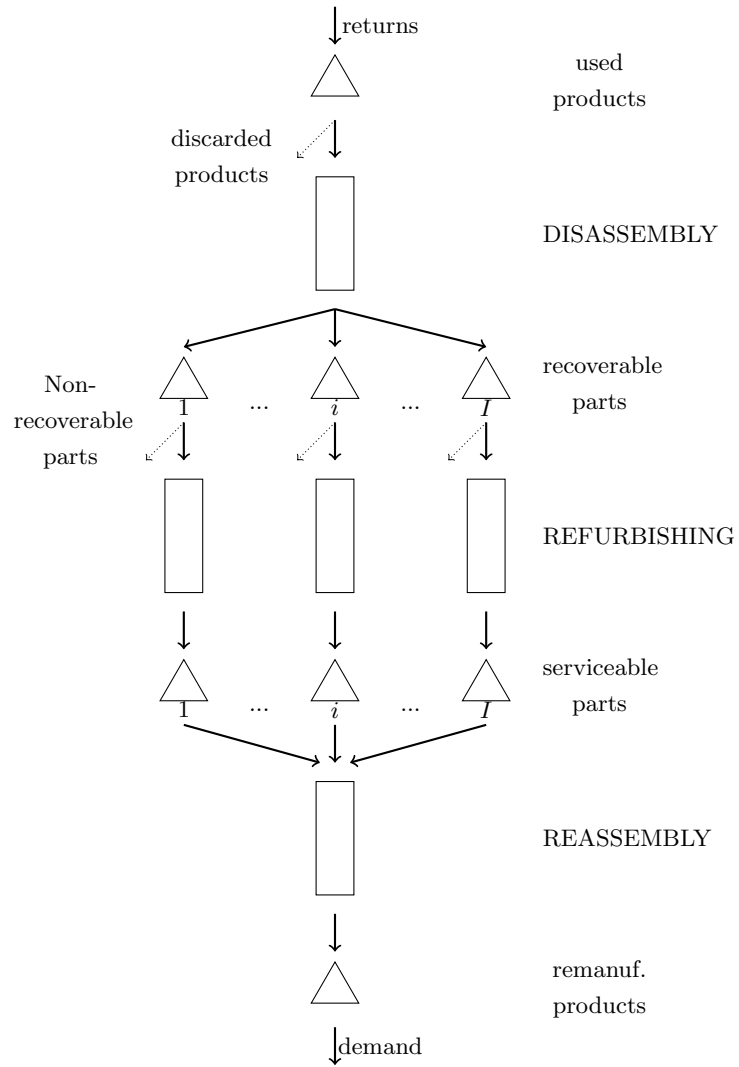 returns
used
products
discarded
products
DISASSEMBLY
recoverable
parts
Non-
recoverable
parts
1 ... i ... I
REFURBISHING
serviceable
parts
1 ... i ... I
REASSEMBLY
remanuf.
products
demand